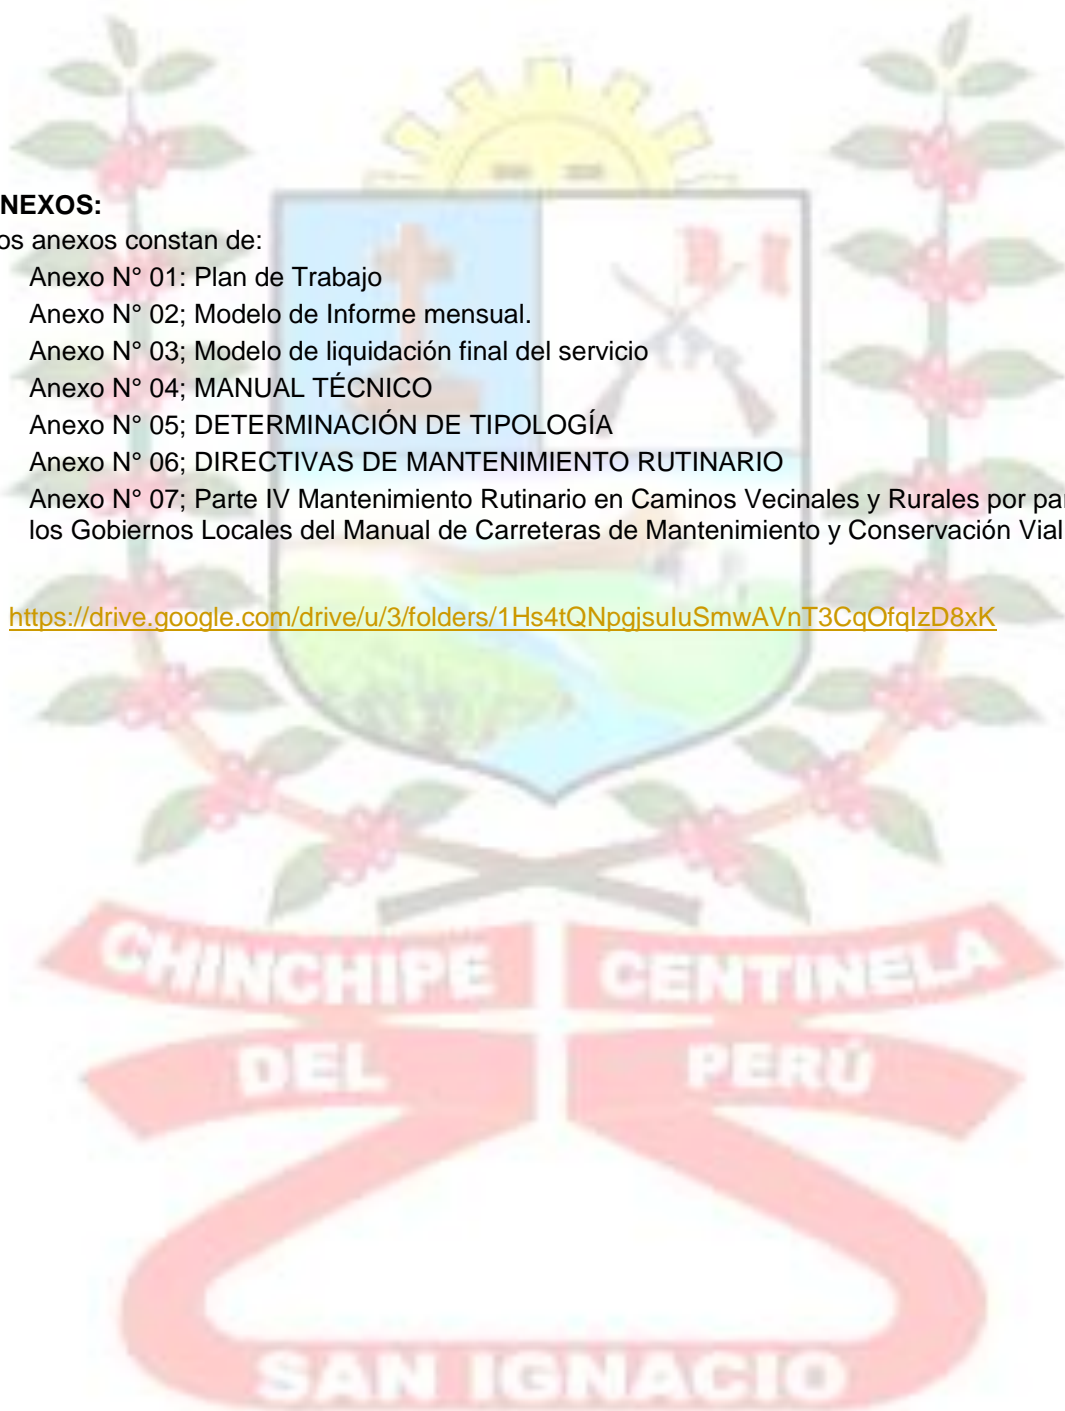 NEXOS:
os anexos constan de:
Anexo N° 01: Plan de Trabajo
Anexo N° 02; Modelo de Informe mensual.
Anexo N° 03; Modelo de liquidación final del servicio
Anexo N° 04; MANUAL TÉCNICO
Anexo N° 05; DETERMINACIÓN DE TIPOLOGÍA
Anexo N° 06; DIRECTIVAS DE MANTENIMIENTO RUTINARIO
Anexo N° 07; Parte IV Mantenimiento Rutinario en Caminos Vecinales y Rurales por par
los Gobiernos Locales del Manual de Carreteras de Mantenimiento y Conservación Vial
https://drive.google.com/drive/u/3/folders/1Hs4tQNpgjsuIuSmwAVnT3CqOfqIzD8xK
CHINCHIPE CENTINELA
DEL PERÚ
SAN IGNACIO